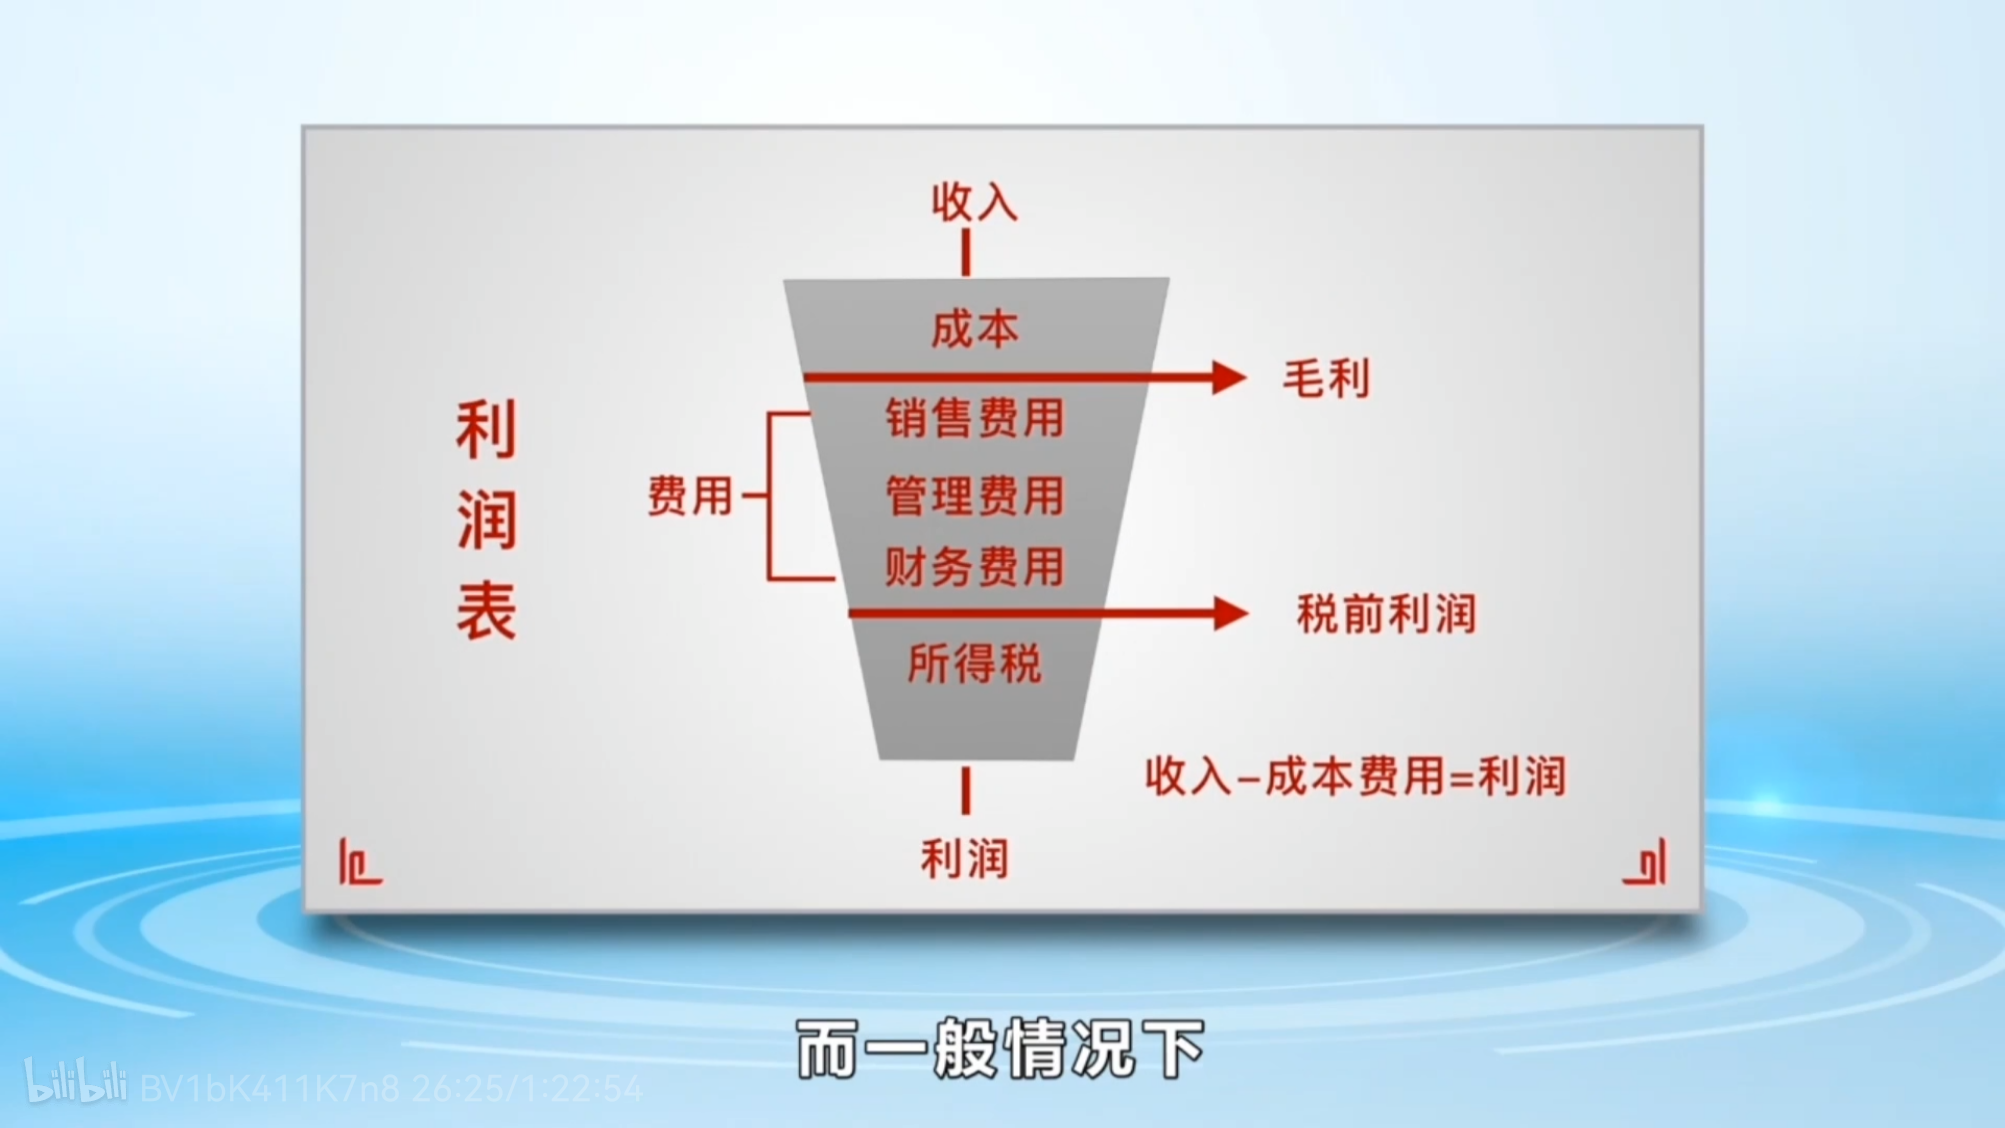 收入
成本
毛利
销售费用
费用
管理费用
财务费用
税前利润
所得税
利润表
收入-成本费用=利润
利润
而一般情况下
bilibili BV1bK411K7n8 26:25/1:22:54